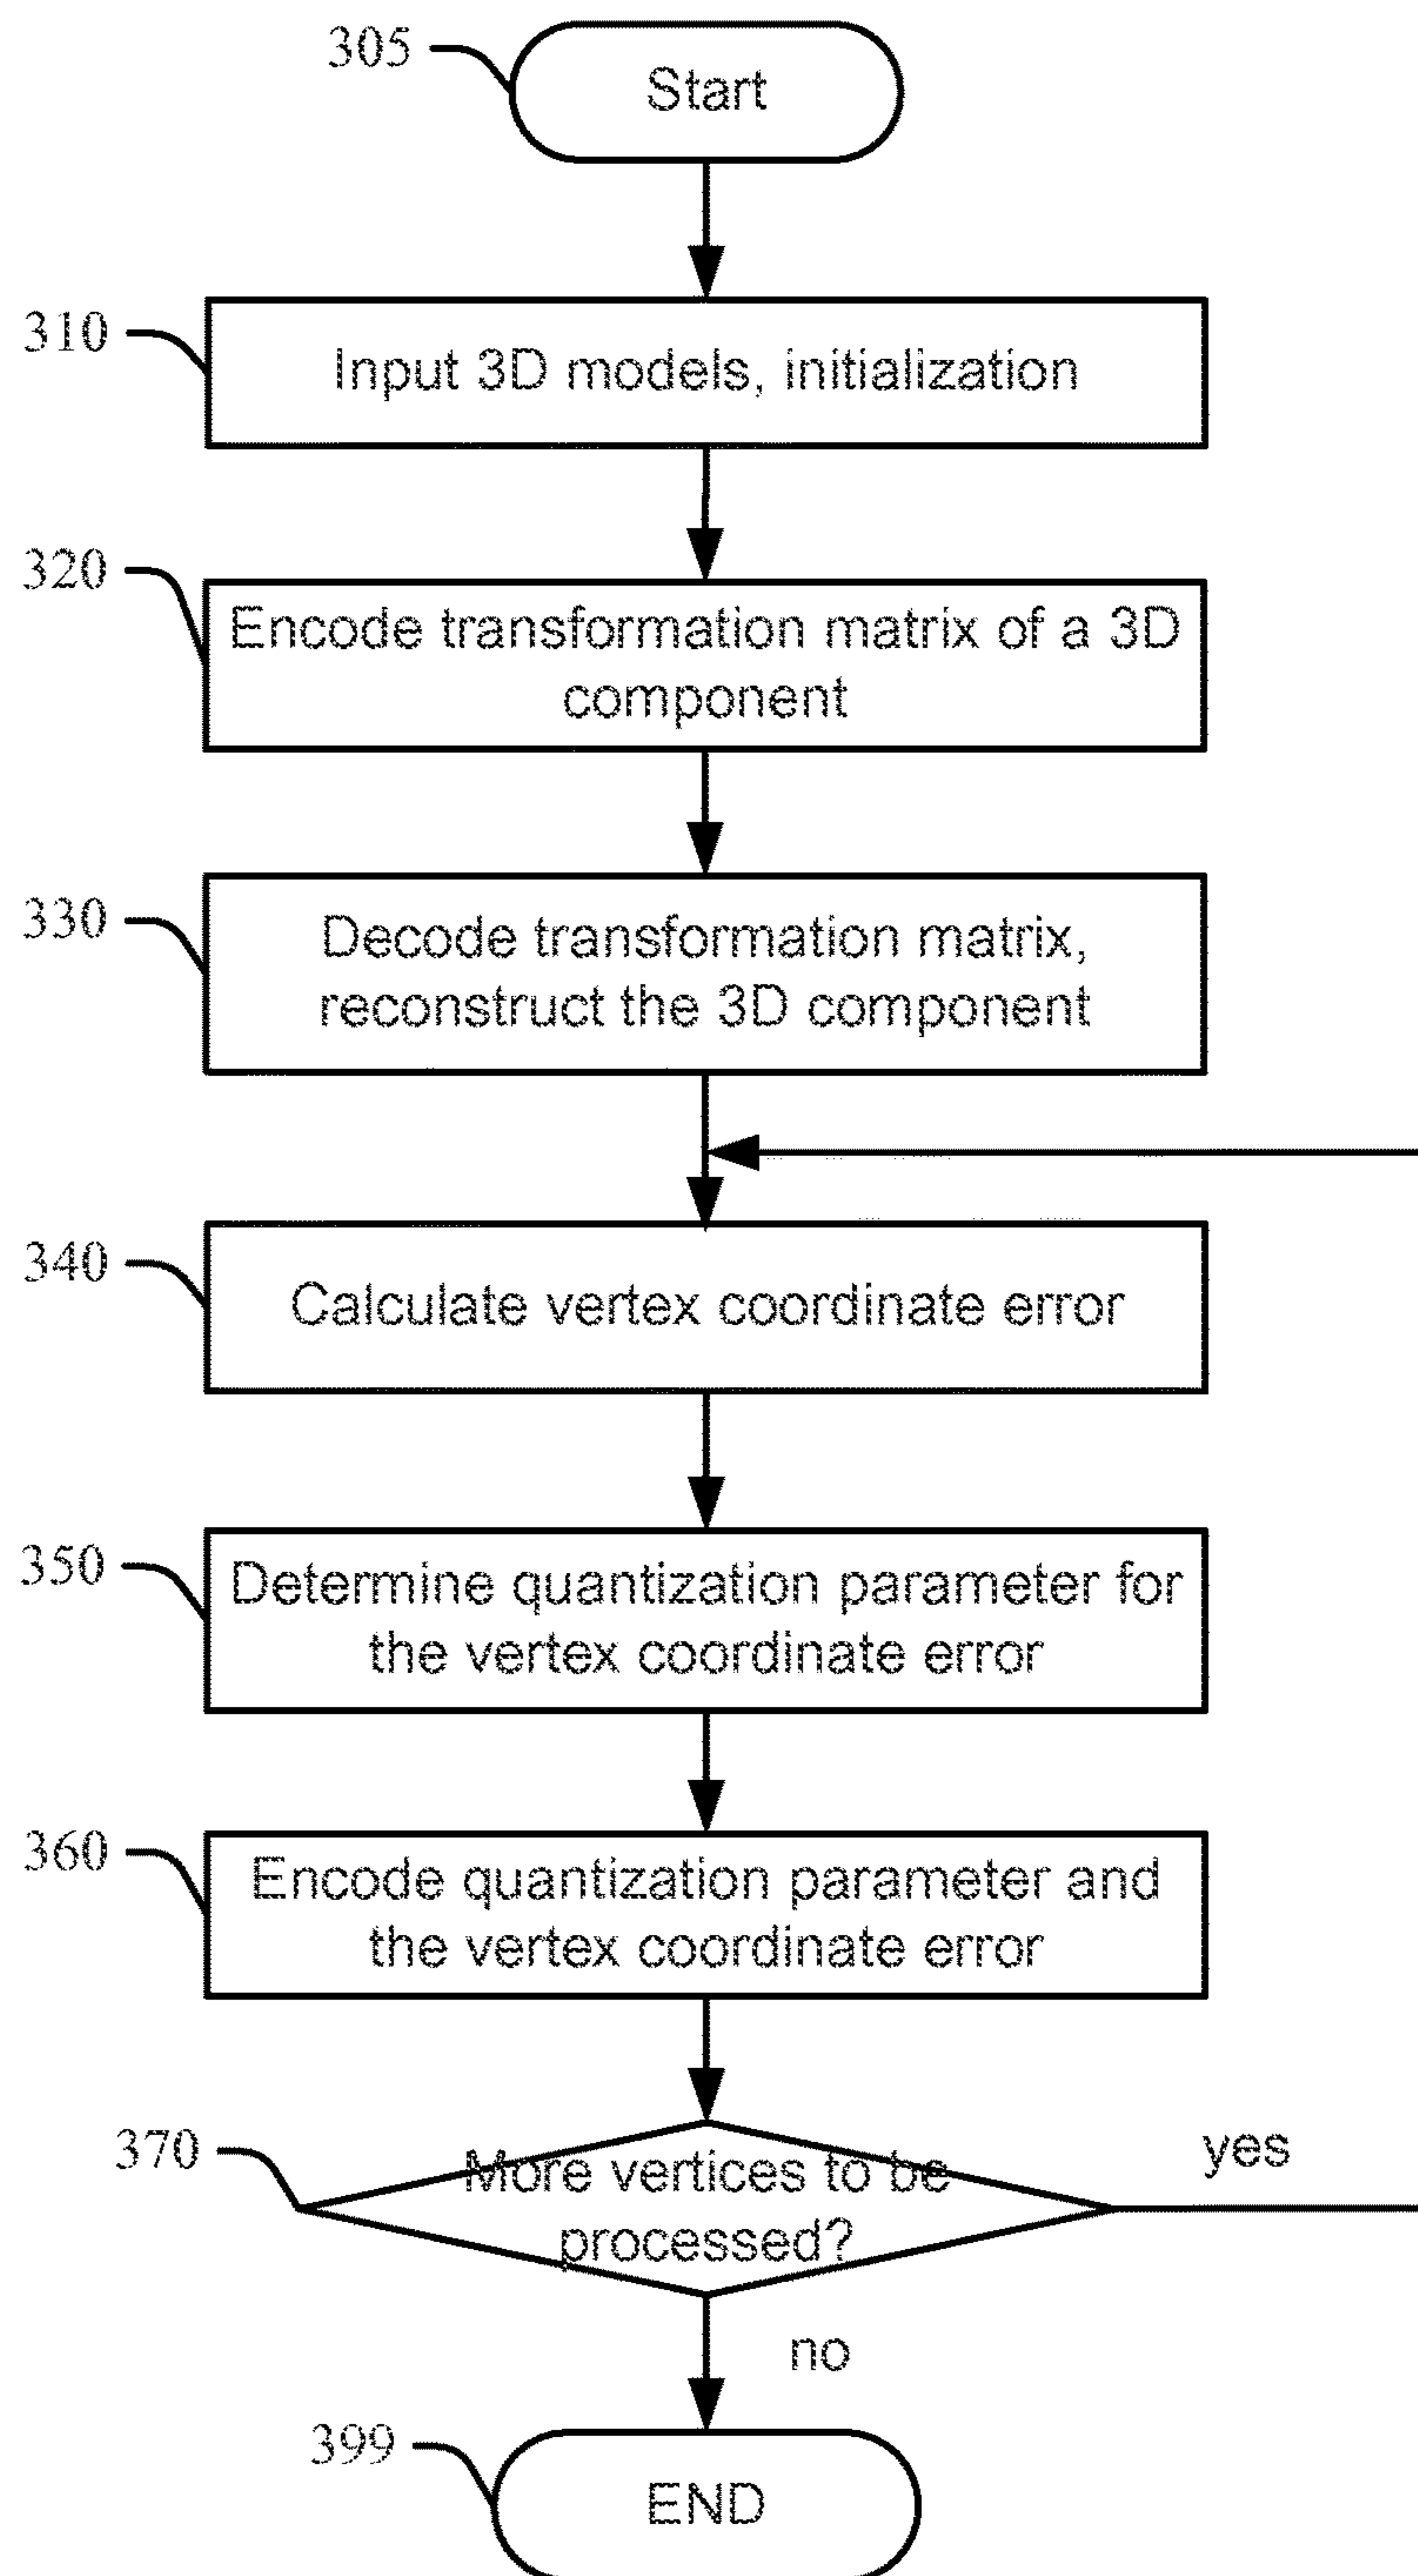 305
Start
310
Input 3D models, initialization
320
Encode transformation matrix of a 3D
component
330
Decode transformation matrix,
reconstruct the 3D component
340
Calculate vertex coordinate error
350
Determine quantization parameter for
the vertex coordinate error
360
Encode quantization parameter and
the vertex coordinate error
370
More vertices to be
processed?
yes
no
399
END